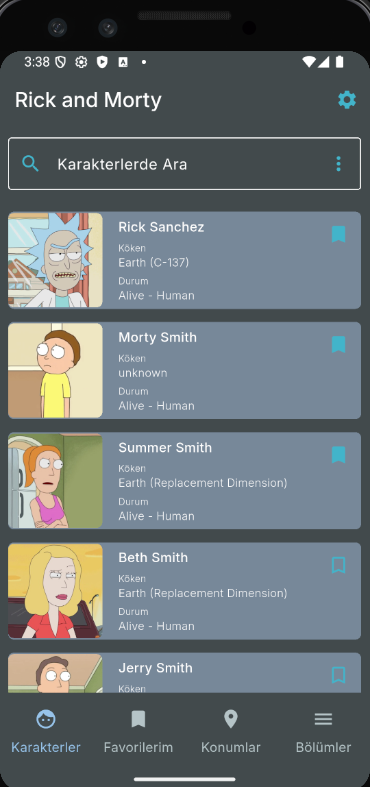 3:38
Rick and Morty
Karakterlerde Ara
Rick Sanchez
Köken
Earth (C-137)
Durum
Alive - Human
Morty Smith
Köken
unknown
Durum
Alive - Human
Summer Smith
Köken
Earth (Replacement Dimension)
Durum
Alive - Human
Beth Smith
Köken
Earth (Replacement Dimension)
Durum
Alive - Human
Jerry Smith
Köken
Karakterler Favorilerim Konumlar Bölümler